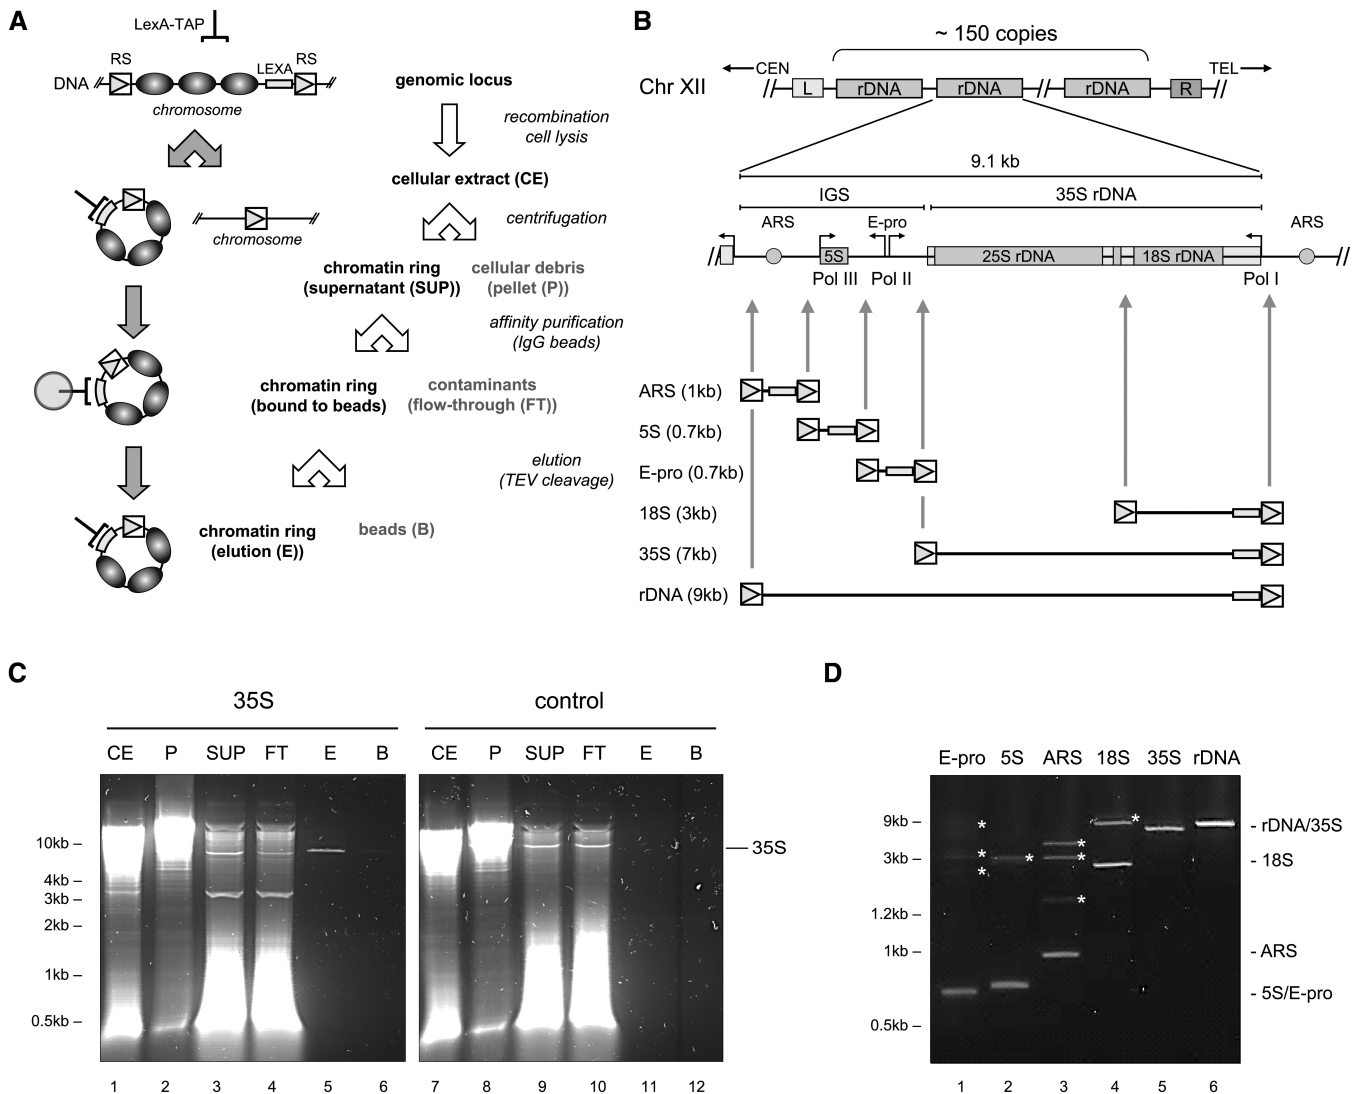 A
LexA-TAP
RS
LEXA
RS
DNA
chromosome
chromosome
genomic locus
recombination
cell lysis
cellular extract (CE)
centrifugation
chromatin ring
(supernatant (SUP))
cellular debris
(pellet (P))
affinity purification
(IgG beads)
chromatin ring
(bound to beads)
contaminants
(flow-through (FT))
elution
(TEV cleavage)
chromatin ring
(elution (E))
beads (B)
B
~ 150 copies
CEN
TEL
Chr XII
L
rDNA
rDNA
rDNA
R
9.1 kb
IGS
35S rDNA
ARS
E-pro
ARS
5S
25S rDNA
18S rDNA
Pol III
Pol II
Pol I
ARS (1kb)
5S (0.7kb)
E-pro (0.7kb)
18S (3kb)
35S (7kb)
rDNA (9kb)
C
35S
control
CE P SUP FT E B
CE P SUP FT E B
10kb –
4kb –
3kb –
2kb –
1kb –
0.5kb –
— 35S
1 2 3 4 5 6
7 8 9 10 11 12
D
E-pro 5S ARS 18S 35S rDNA
9kb –
3kb –
1.2kb –
1kb –
0.5kb –
*
*
*
*
*
*
*
*
- rDNA/35S
- 18S
- ARS
- 5S/E-pro
1 2 3 4 5 6